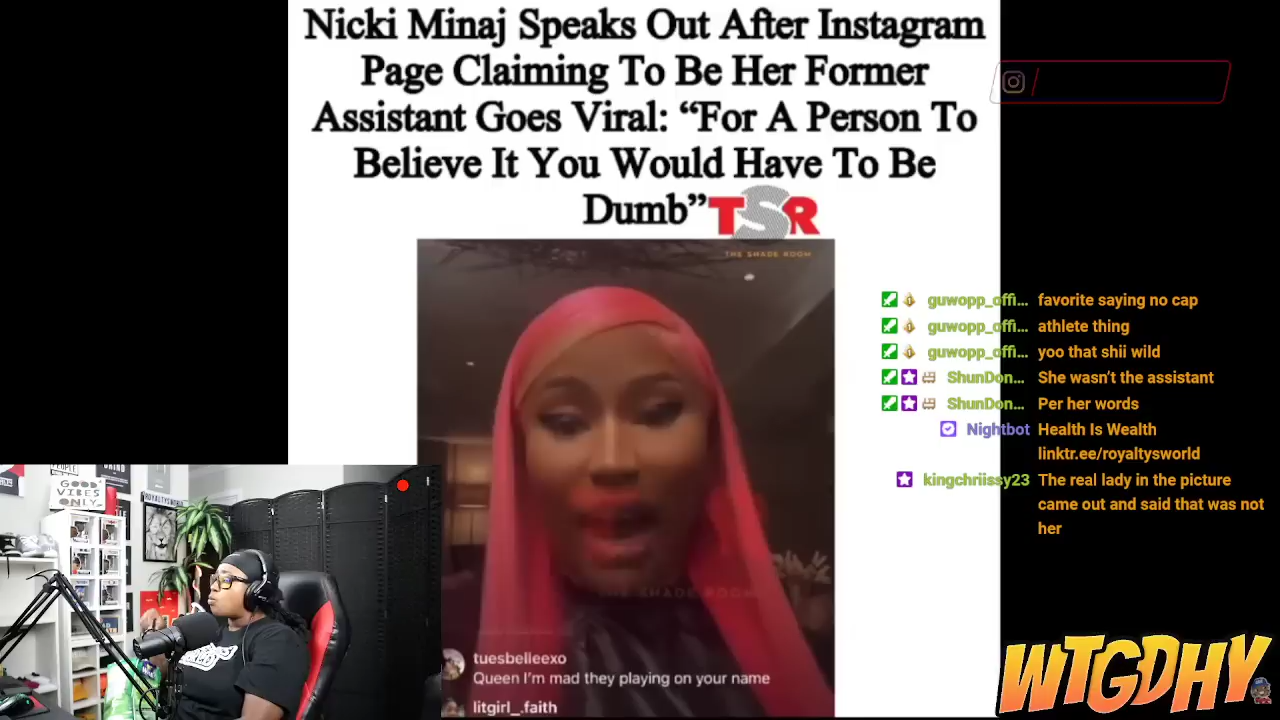 Nicki Minaj Speaks Out After Instagram
Page Claiming To Be Her Former
Assistant Goes Viral: “For A Person To
Believe It You Would Have To Be
Dumb”
TSR
THE SHADE ROOM
guwopp_offi... favorite saying no cap
guwopp_offi... athlete thing
guwopp_offi... yoo that shii wild
ShunDon... She wasn’t the assistant
ShunDon... Per her words
Nightbot Health Is Wealth
linktr.ee/royaltysworld
kingchriissy23 The real lady in the picture
came out and said that was not
her
THE SHADE ROOM
GOOD
VIBES
ONLY
tuesbelleexo
Queen I’m mad they playing on your name
litgirl_.faith
WTGDHY